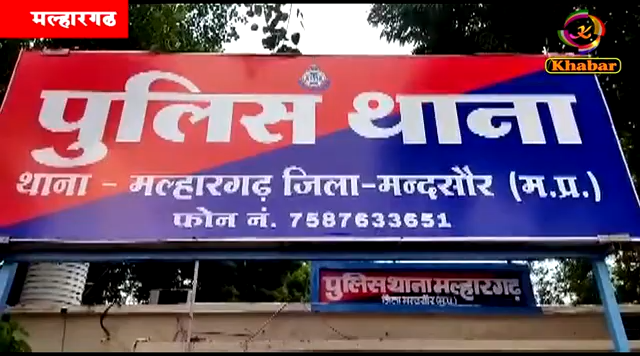 मल्हारगढ
K
Khabar
पुलिस थाना
थाना - मल्हारगढ़ जिला-मन्दसौर (म.प्र.)
फोन नं. 7587633651
पुलिस थाना मल्हारगढ़
जिला मन्दसौर (म.प्र.)